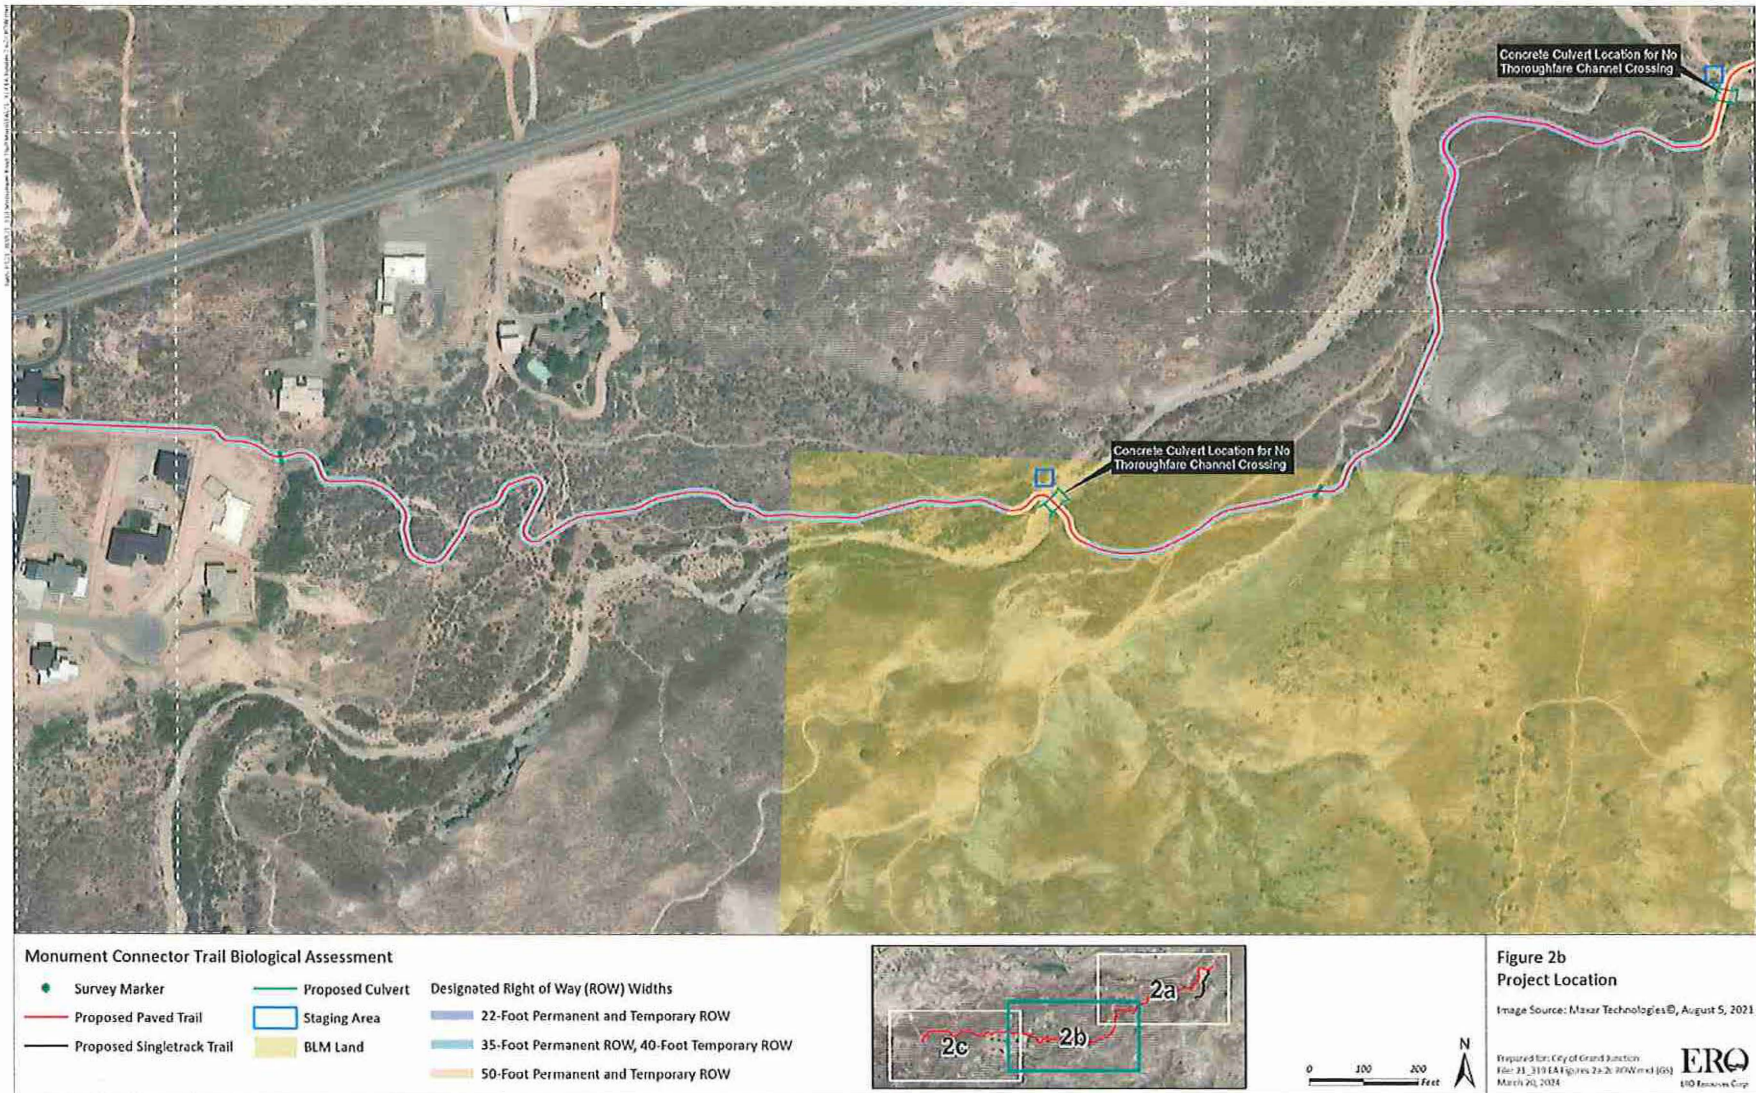 Concrete Culvert Location for No
Thoroughfare Channel Crossing
Concrete Culvert Location for No
Thoroughfare Channel Crossing
Monument Connector Trail Biological Assessment
Survey Marker
Proposed Paved Trail
Proposed Singletrack Trail
Proposed Culvert
Staging Area
BLM Land
Designated Right of Way (ROW) Widths
22-Foot Permanent and Temporary ROW
35-Foot Permanent ROW, 40-Foot Temporary ROW
50-Foot Permanent and Temporary ROW
2a
2b
2c
0 100 200
Feet
N
Figure 2b
Project Location
Image Source: Maxar Technologies©, August 5, 2021
Prepared for: City of Grand Junction
March 20, 2024
ERO
ERO Resources Corp.